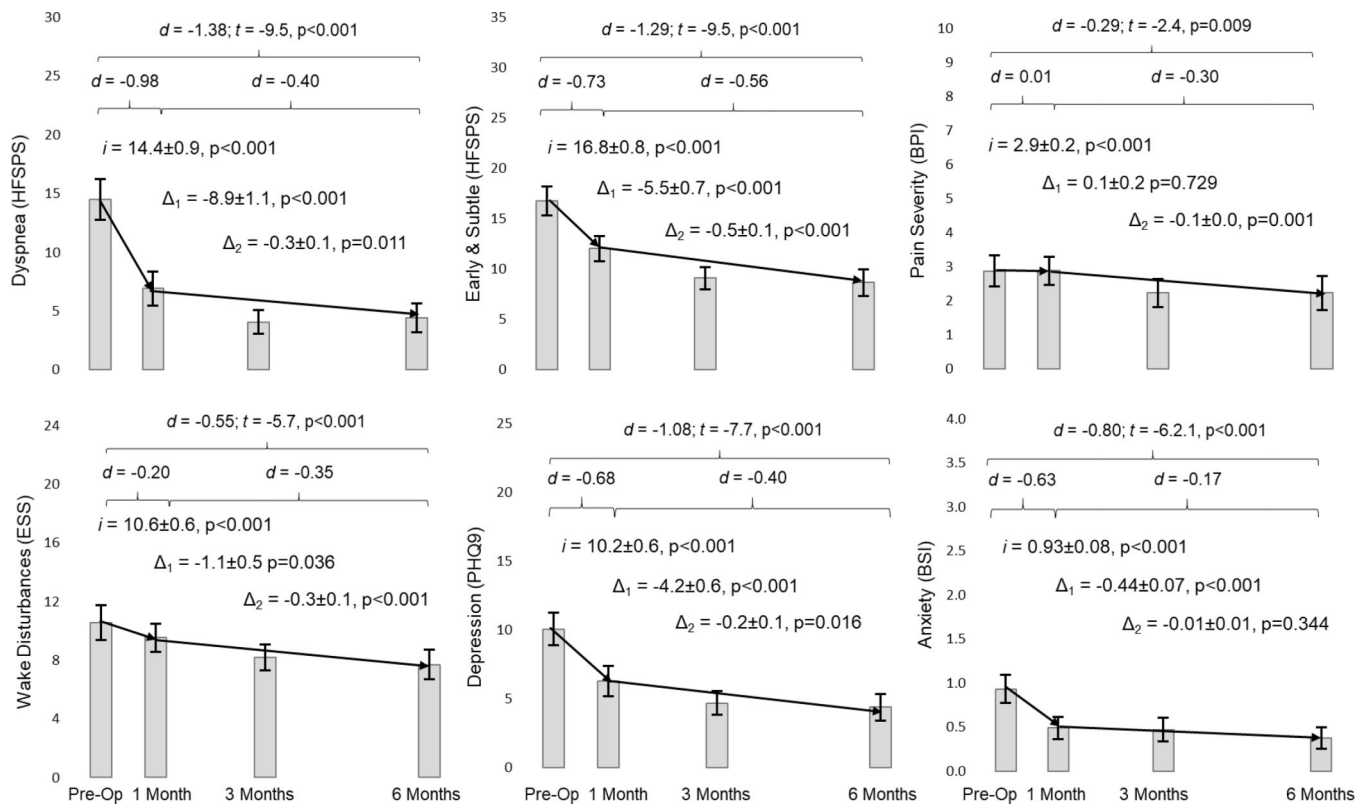 Dyspnea (HFSPS)
30
25
20
15
10
5
0
d = -1.38; t = -9.5, p<0.001
d = -0.98
d = -0.40
i = 14.4±0.9, p<0.001
Δ1 = -8.9±1.1, p<0.001
Δ2 = -0.3±0.1, p=0.011
Early & Subtle (HFSPS)
35
30
25
20
15
10
5
0
d = -1.29; t = -9.5, p<0.001
d = -0.73
d = -0.56
i = 16.8±0.8, p<0.001
Δ1 = -5.5±0.7, p<0.001
Δ2 = -0.5±0.1, p<0.001
Pain Severity (BPI)
10
9
8
7
6
5
4
3
2
1
0
d = -0.29; t = -2.4, p=0.009
d = 0.01
d = -0.30
i = 2.9±0.2, p<0.001
Δ1 = 0.1±0.2 p=0.729
Δ2 = -0.1±0.0, p=0.001
Wake Disturbances (ESS)
24
20
16
12
8
4
0
d = -0.55; t = -5.7, p<0.001
d = -0.20
d = -0.35
i = 10.6±0.6, p<0.001
Δ1 = -1.1±0.5 p=0.036
Δ2 = -0.3±0.1, p<0.001
Pre-Op 1 Month 3 Months 6 Months
Depression (PHQ9)
25
20
15
10
5
0
d = -1.08; t = -7.7, p<0.001
d = -0.68
d = -0.40
i = 10.2±0.6, p<0.001
Δ1 = -4.2±0.6, p<0.001
Δ2 = -0.2±0.1, p=0.016
Pre-Op 1 Month 3 Months 6 Months
Anxiety (BSI)
4.0
3.5
3.0
2.5
2.0
1.5
1.0
0.5
0.0
d = -0.80; t = -6.2.1, p<0.001
d = -0.63
d = -0.17
i = 0.93±0.08, p<0.001
Δ1 = -0.44±0.07, p<0.001
Δ2 = -0.01±0.01, p=0.344
Pre-Op 1 Month 3 Months 6 Months